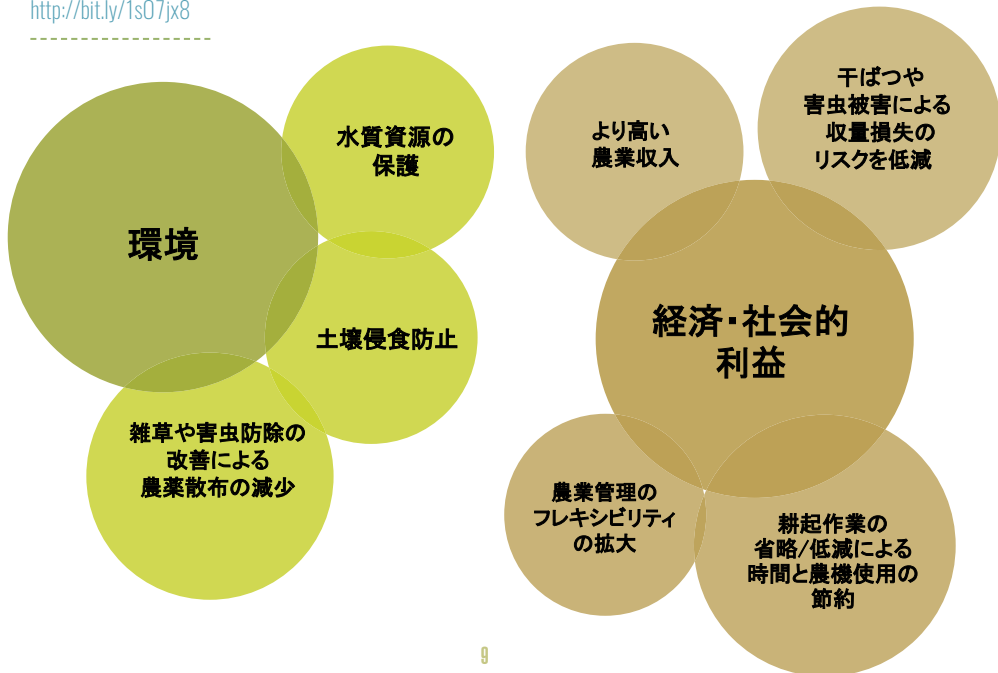 http://bit.ly/1sO7jx8
環境
水質資源の
保護
土壌侵食防止
雑草や害虫防除の
改善による
農薬散布の減少
より高い
農業収入
干ばつや
害虫被害による
収量損失の
リスクを低減
経済・社会的
利益
農業管理の
フレキシビリティ
の拡大
耕起作業の
省略/低減による
時間と農機使用の
節約
9